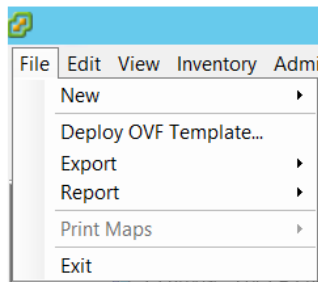 File Edit View Inventory Admi
New
Deploy OVF Template...
Export
Report
Print Maps
Exit